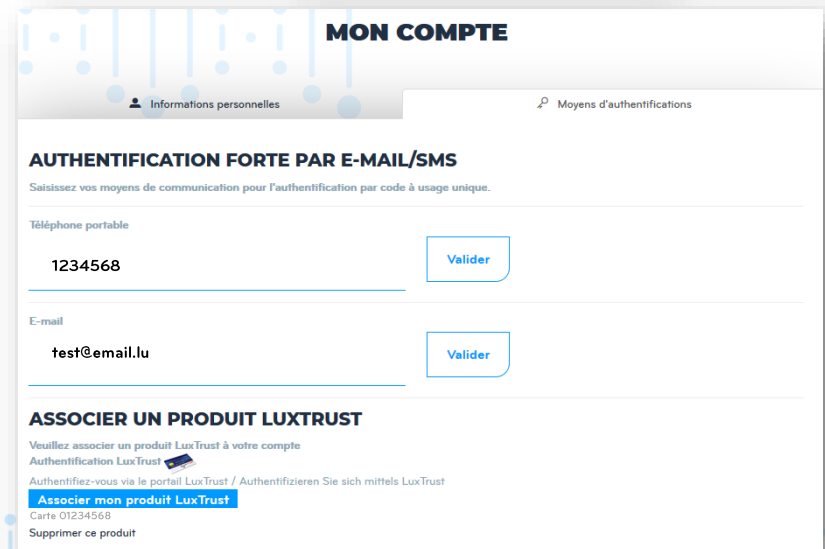 MON COMPTE
Informations personnelles
Moyens d'authentifications
AUTHENTIFICATION FORTE PAR E-MAIL/SMS
Saisissez vos moyens de communication pour l'authentification par code à usage unique.
Téléphone portable
1234568
Valider
E-mail
test@email.lu
Valider
ASSOCIER UN PRODUIT LUXTRUST
Veuillez associer un produit LuxTrust à votre compte
Authentification LuxTrust
Authentifiez-vous via le portail LuxTrust / Authentifizieren Sie sich mittels LuxTrust
Associer mon produit LuxTrust
Carte 01234568
Supprimer ce produit